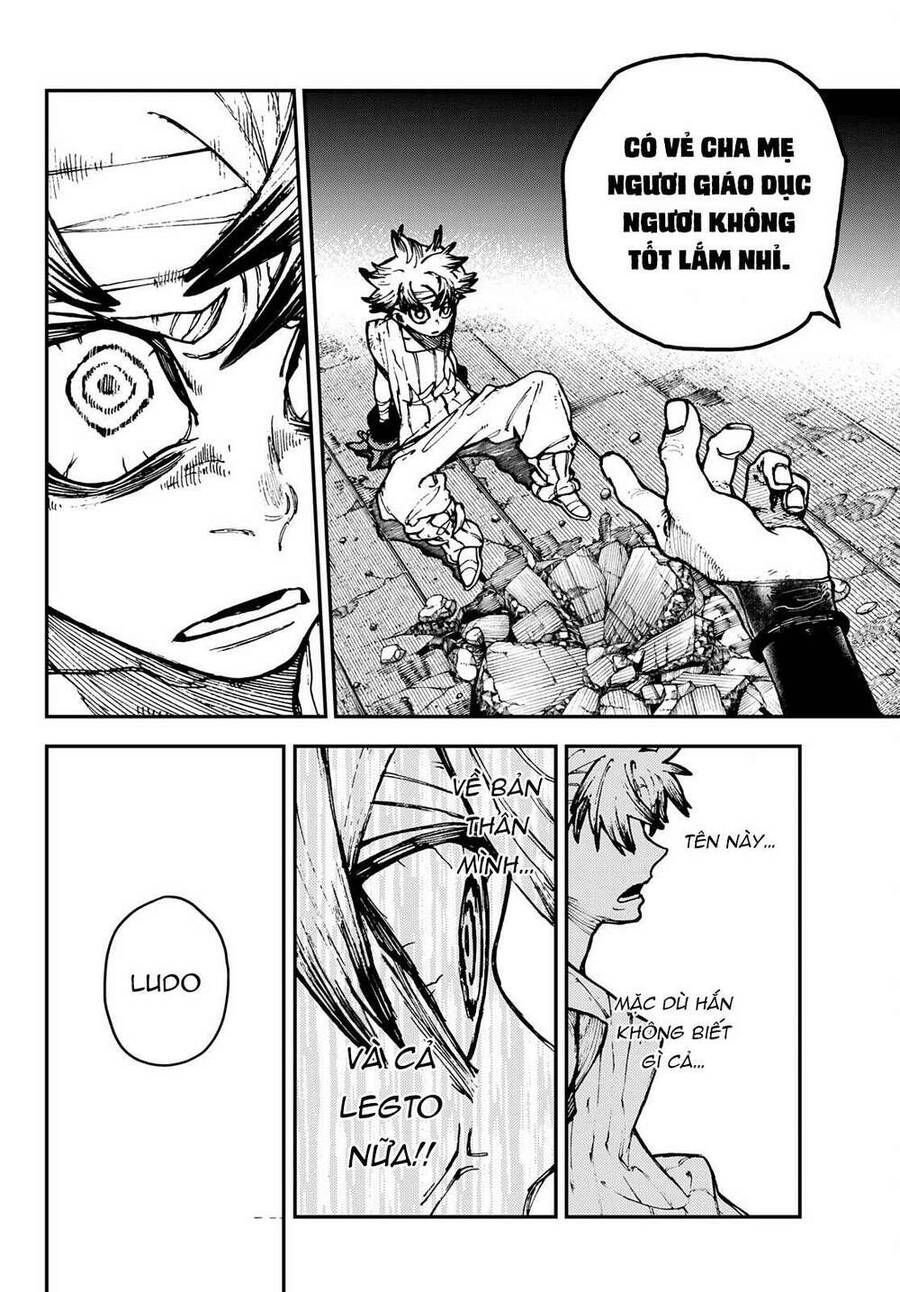 CÓ VẺ CHA MẸ
NGƯƠI GIÁO DỤC
NGƯƠI KHÔNG
TỐT LẮM NHỈ.
TÊN NÀY...
MẶC DÙ HẮN
KHÔNG BIẾT
GÌ CẢ...
VỀ BẢN
THÂN
MÌNH...
VÀ CẢ
LEGTO
NỮA!!
LUDO